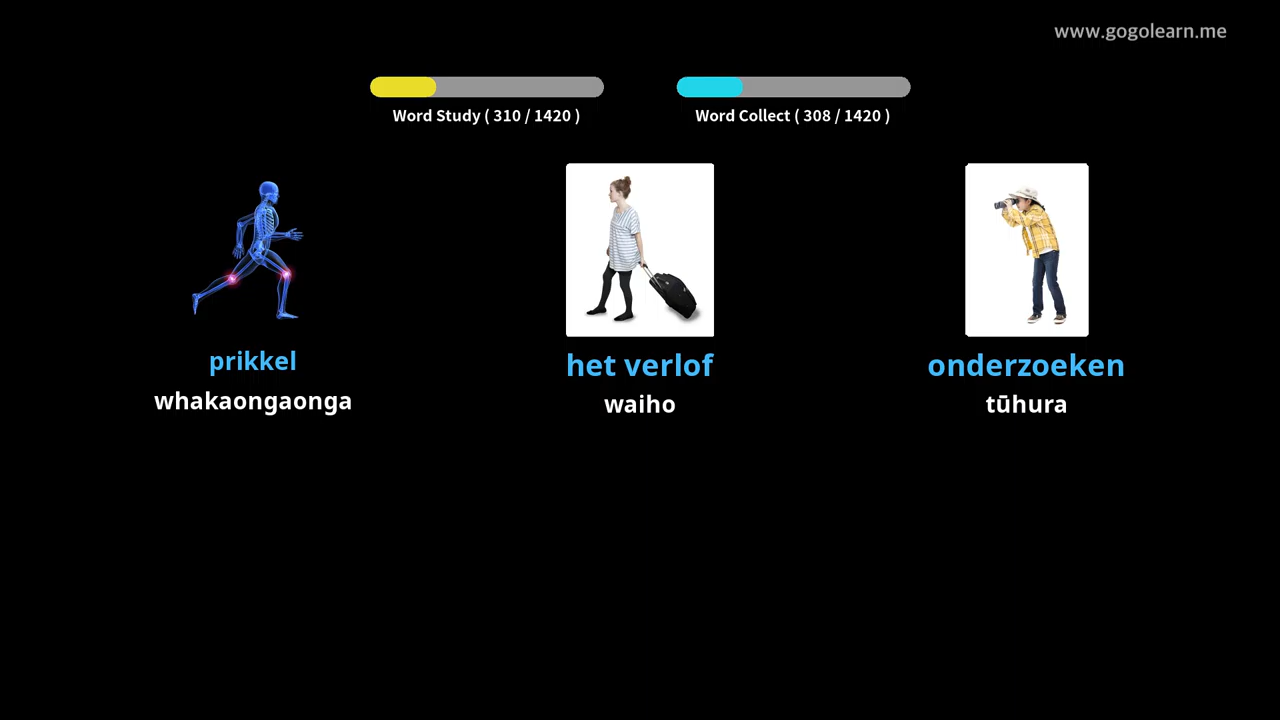 www.gogolearn.me
Word Study ( 310 / 1420 )
Word Collect ( 308 / 1420 )
prikkel
whakaongaonga
het verlof
waiho
onderzoeken
tūhura